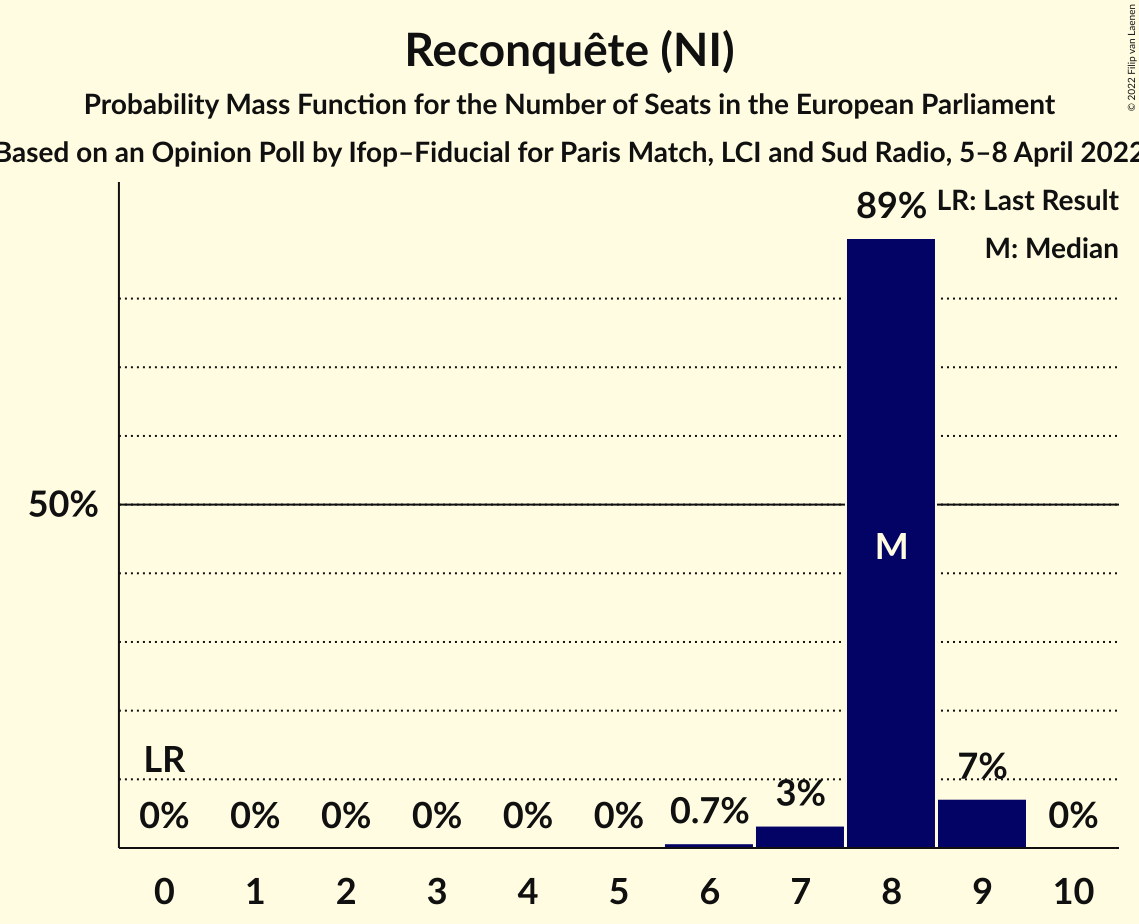 Reconquête (NI)
Probability Mass Function for the Number of Seats in the European Parliament
Based on an Opinion Poll by Ifop–Fiducial for Paris Match, LCI and Sud Radio, 5–8 April 2022
© 2022 Filip van Laenen
LR: Last Result
M: Median
89%
50%
M
LR
0% 0% 0% 0% 0% 0% 0.7% 3% 7% 0%
0 1 2 3 4 5 6 7 8 9 10